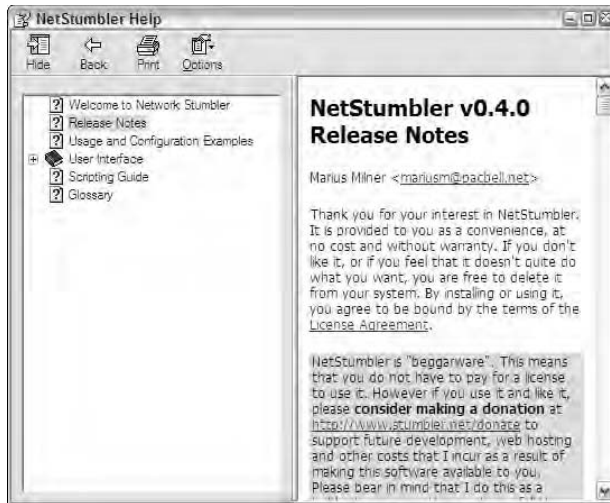 NetStumbler Help
Hide Back Print Options
Welcome to Network Stumbler
Release Notes
Usage and Configuration Examples
User Interface
Scripting Guide
Glossary
NetStumbler v0.4.0
Release Notes
Marius Milner <mariusm@pacbell.net>
Thank you for your interest in NetStumbler.
It is provided to you as a convenience, at
no cost and without warranty. If you don't
like it, or if you feel that it doesn't quite do
what you want, you are free to delete it
from your system. By installing or using it,
you agree to be bound by the terms of the
License Agreement.
NetStumbler is "beggarware". This means
that you do not have to pay for a license
to use it. However if you use it and like it,
please consider making a donation at
http://www.stumbler.net/donate to
support future development, web hosting
and other costs that I incur as a result of
making this software available to you.
Please bear in mind that I do this as a